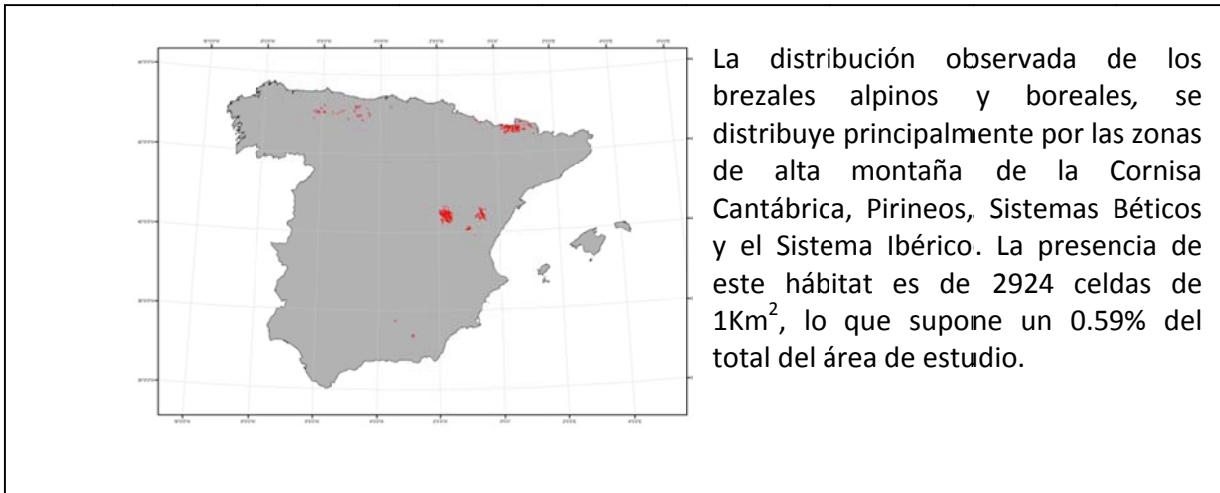 La distribución observada de los
brezales alpinos y boreales, se
distribuye principalmente por las zonas
de alta montaña de la Cornisa
Cantábrica, Pirineos, Sistemas Béticos
y el Sistema Ibérico. La presencia de
este hábitat es de 2924 celdas de
1Km², lo que supone un 0.59% del
total del área de estudio.